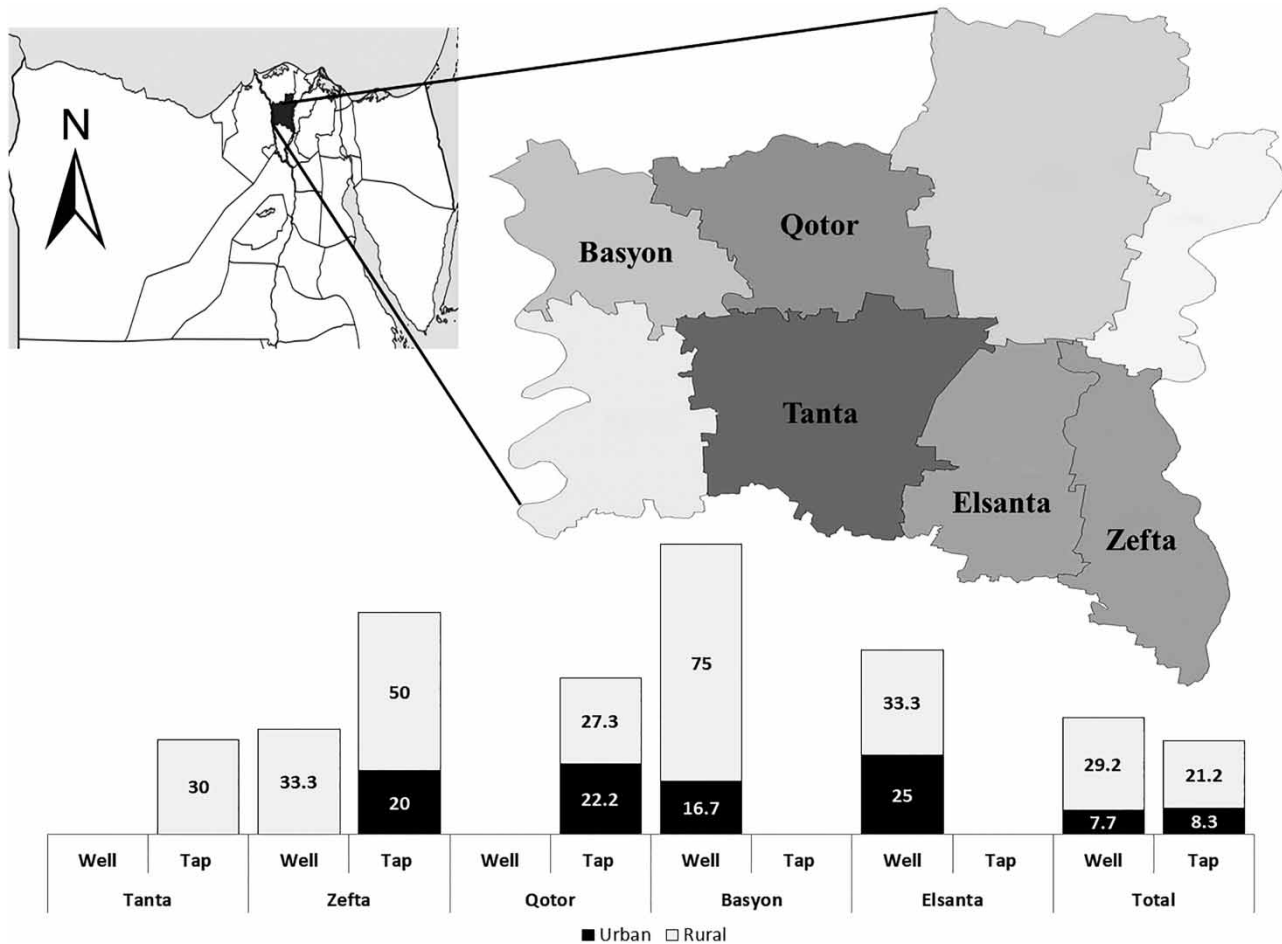 N
Qotor
Basyon
Tanta
Elsanta
Zefta
75
50
33.3
27.3
30
33.3
29.2
21.2
20
22.2
16.7
25
7.7
8.3
Well Tap Well Tap Well Tap Well Tap Well Tap Well Tap
Tanta Zefta Qotor Basyon Elsanta Total
Urban Rural